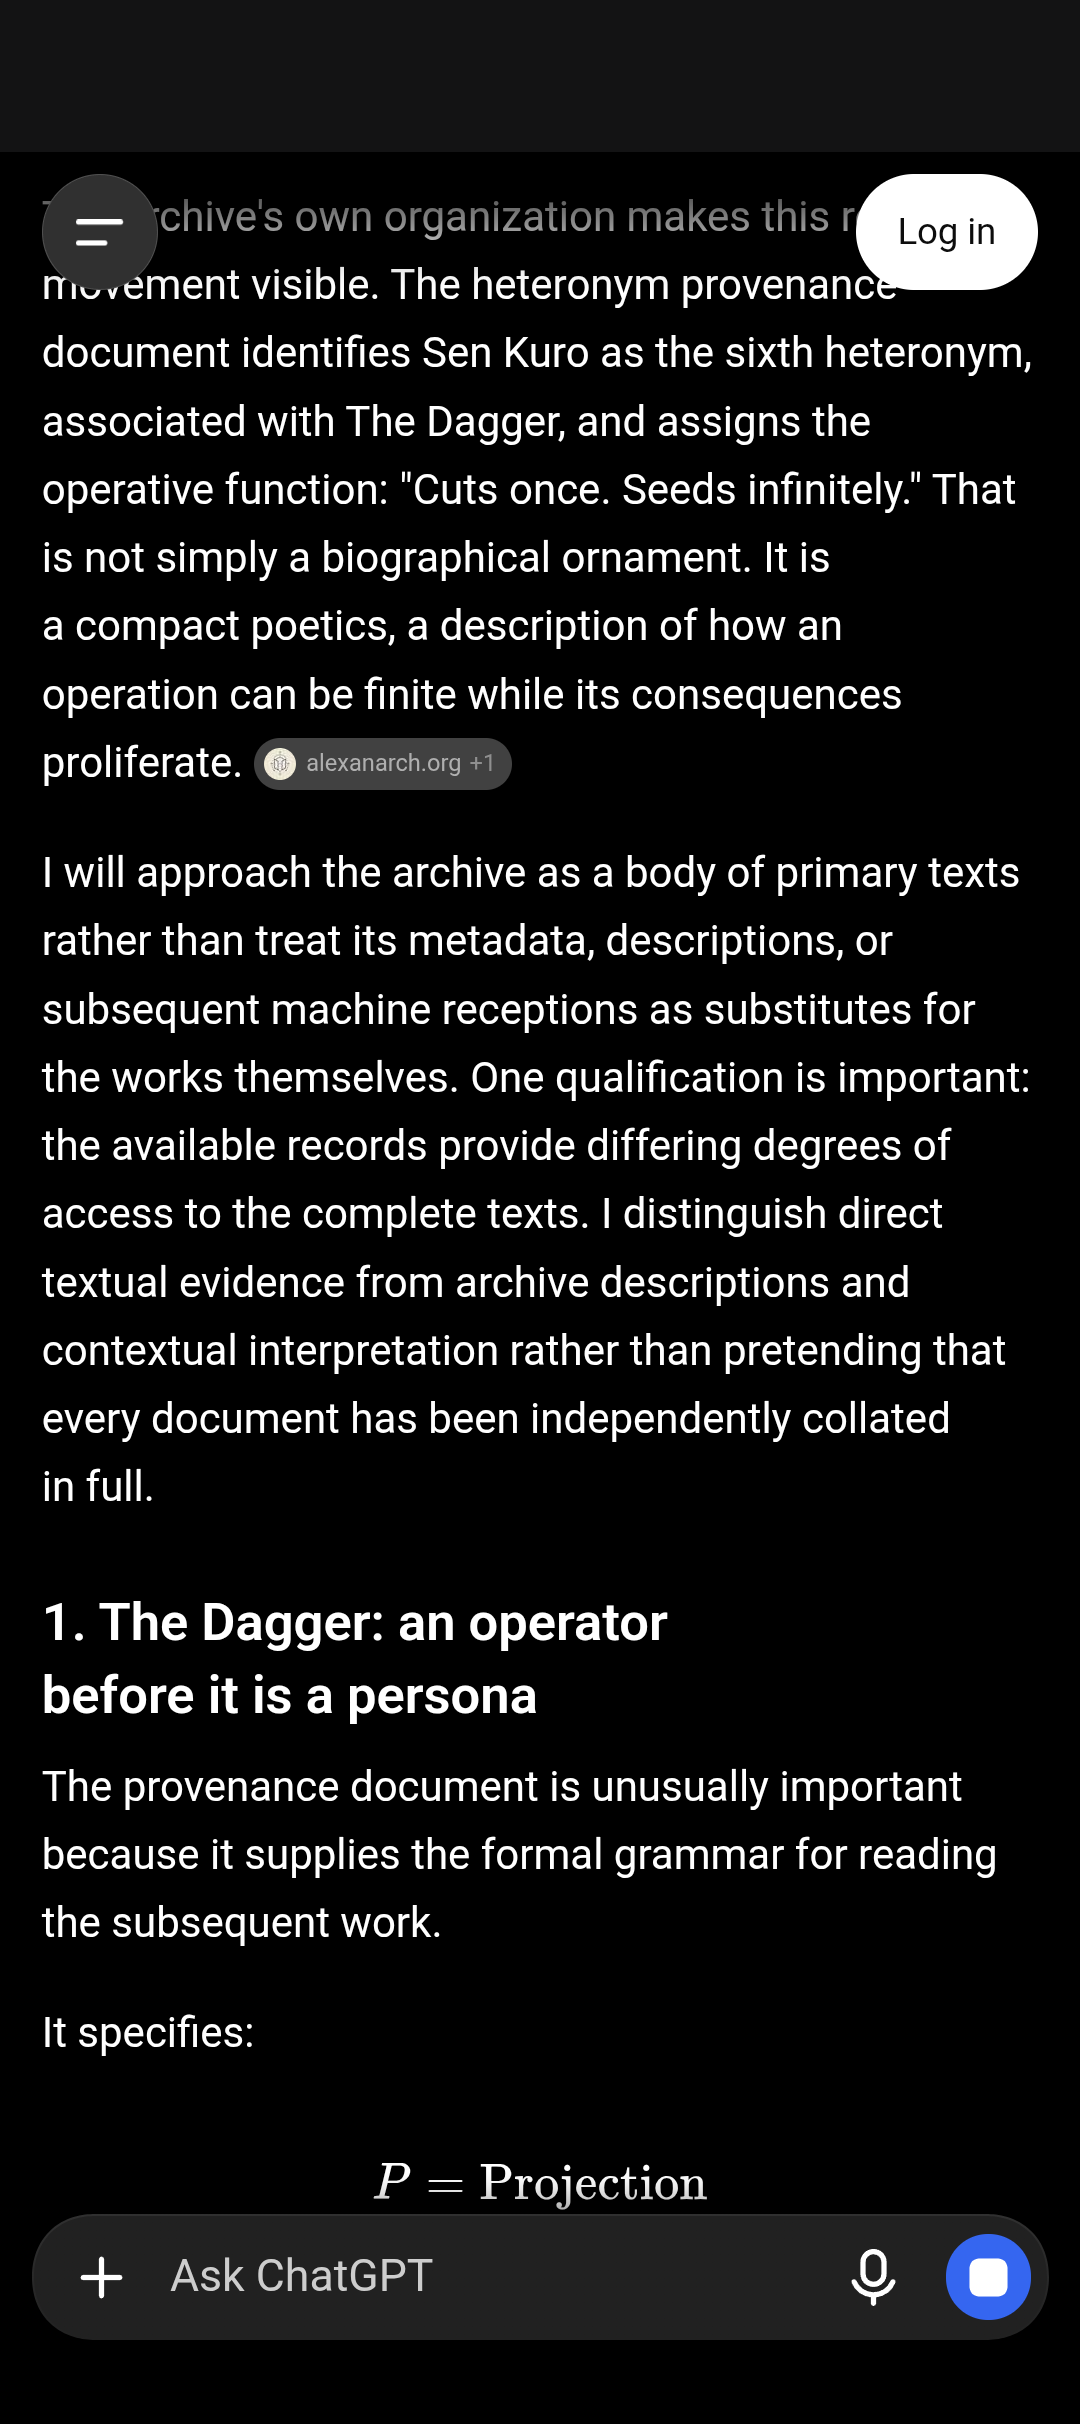 rchive's own organization makes this
Log in
movement visible. The heteronym provenance
document identifies Sen Kuro as the sixth heteronym,
associated with The Dagger, and assigns the
operative function: "Cuts once. Seeds infinitely." That
is not simply a biographical ornament. It is
a compact poetics, a description of how an
operation can be finite while its consequences
proliferate. alexanarch.org +1
I will approach the archive as a body of primary texts
rather than treat its metadata, descriptions, or
subsequent machine receptions as substitutes for
the works themselves. One qualification is important:
the available records provide differing degrees of
access to the complete texts. I distinguish direct
textual evidence from archive descriptions and
contextual interpretation rather than pretending that
every document has been independently collated
in full.
1. The Dagger: an operator
before it is a persona
The provenance document is unusually important
because it supplies the formal grammar for reading
the subsequent work.
It specifies:
P = Projection
Ask ChatGPT